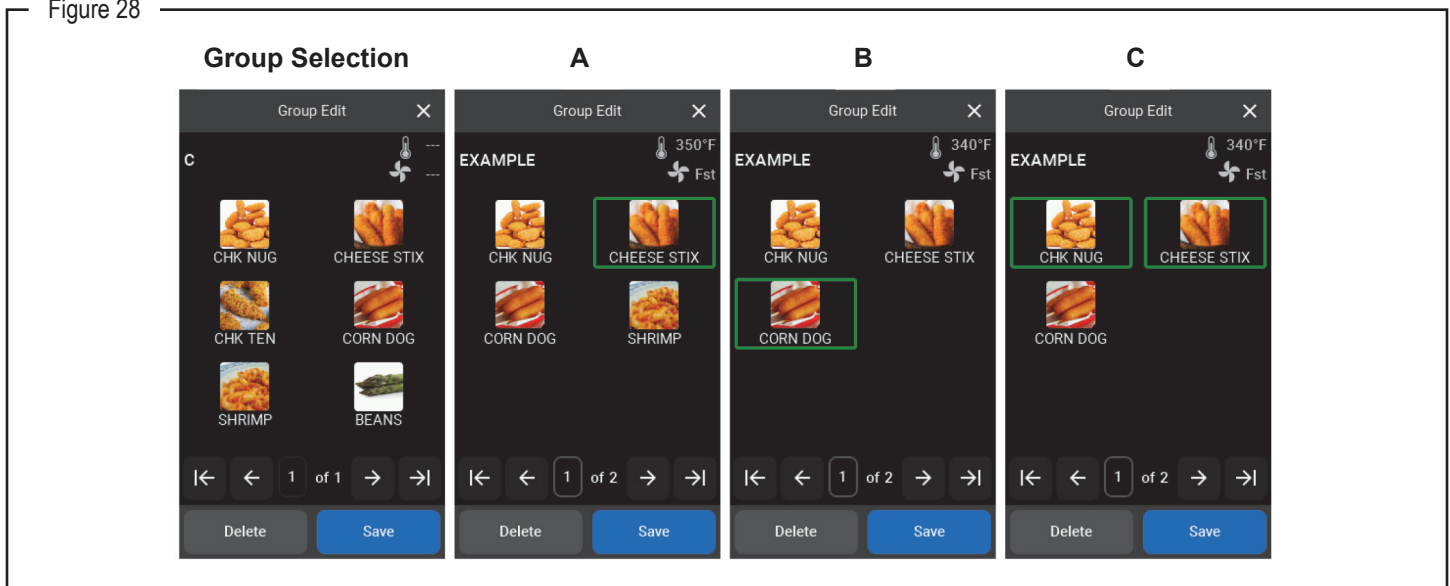 Figure 28
Group Selection
A
B
C
Group Edit
C
---
---
CHK NUG
CHEESE STIX
CHK TEN
CORN DOG
SHRIMP
BEANS
1 of 1
Delete
Save
Group Edit
EXAMPLE
350°F
Fst
CHK NUG
CHEESE STIX
CORN DOG
SHRIMP
1 of 2
Delete
Save
Group Edit
EXAMPLE
340°F
Fst
CHK NUG
CHEESE STIX
CORN DOG
1 of 2
Delete
Save
Group Edit
EXAMPLE
340°F
Fst
CHK NUG
CHEESE STIX
CORN DOG
1 of 2
Delete
Save